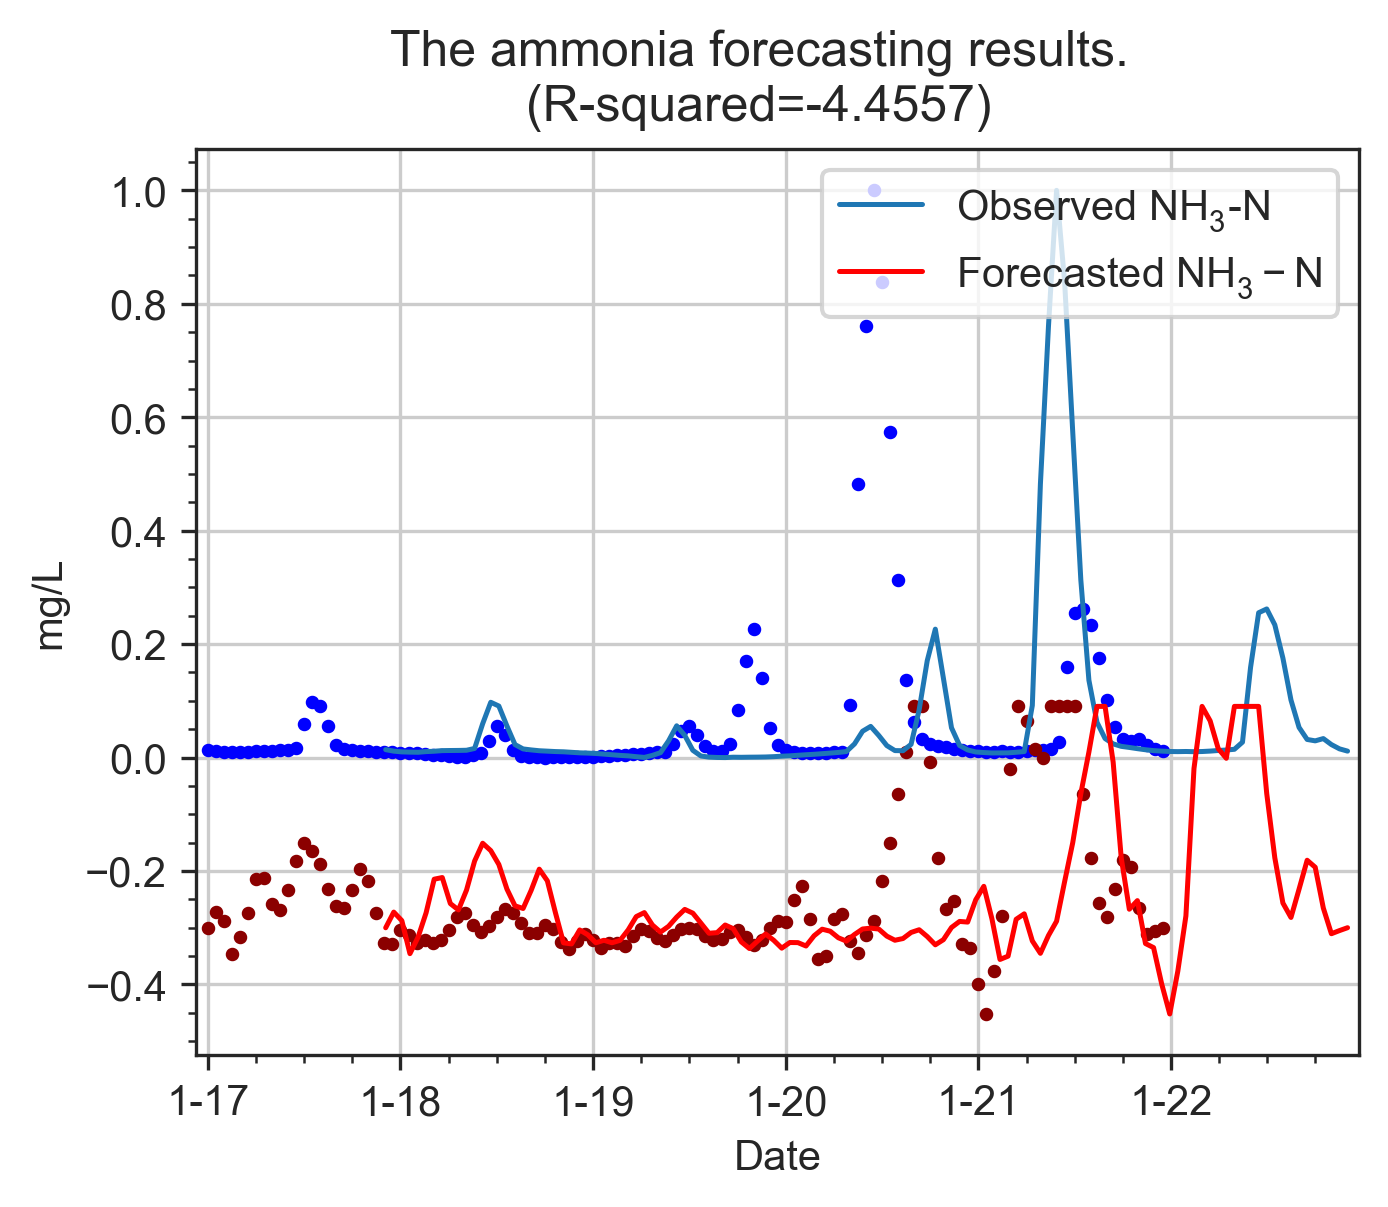 The ammonia forecasting results.
(R-squared=-4.4557)
Observed NH₃-N
Forecasted NH₃ − N
1.0
0.8
0.6
0.4
0.2
0.0
−0.2
−0.4
mg/L
1-17 1-18 1-19 1-20 1-21 1-22
Date